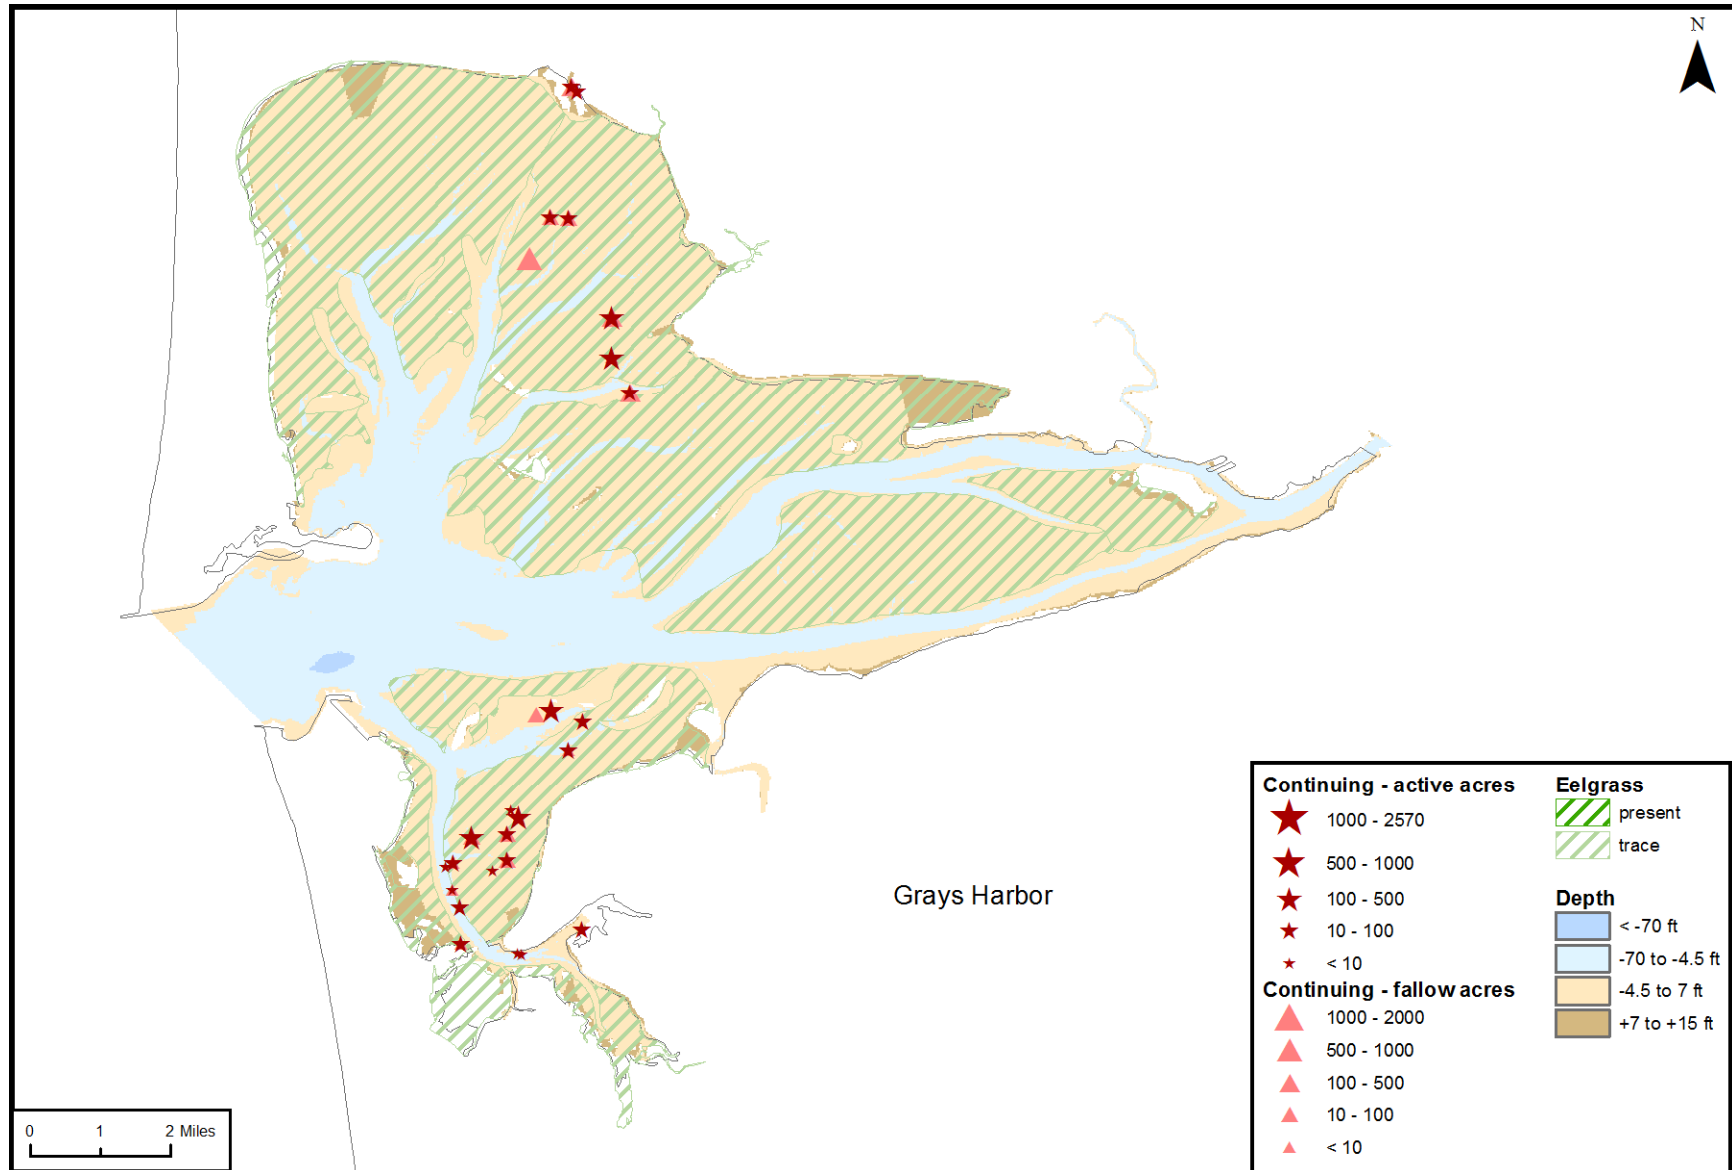 N
Grays Harbor
Continuing - active acres
1000 - 2570
500 - 1000
100 - 500
10 - 100
< 10
Continuing - fallow acres
1000 - 2000
500 - 1000
100 - 500
10 - 100
< 10
Eelgrass
present
trace
Depth
< -70 ft
-70 to -4.5 ft
-4.5 to 7 ft
+7 to +15 ft
0 1 2 Miles